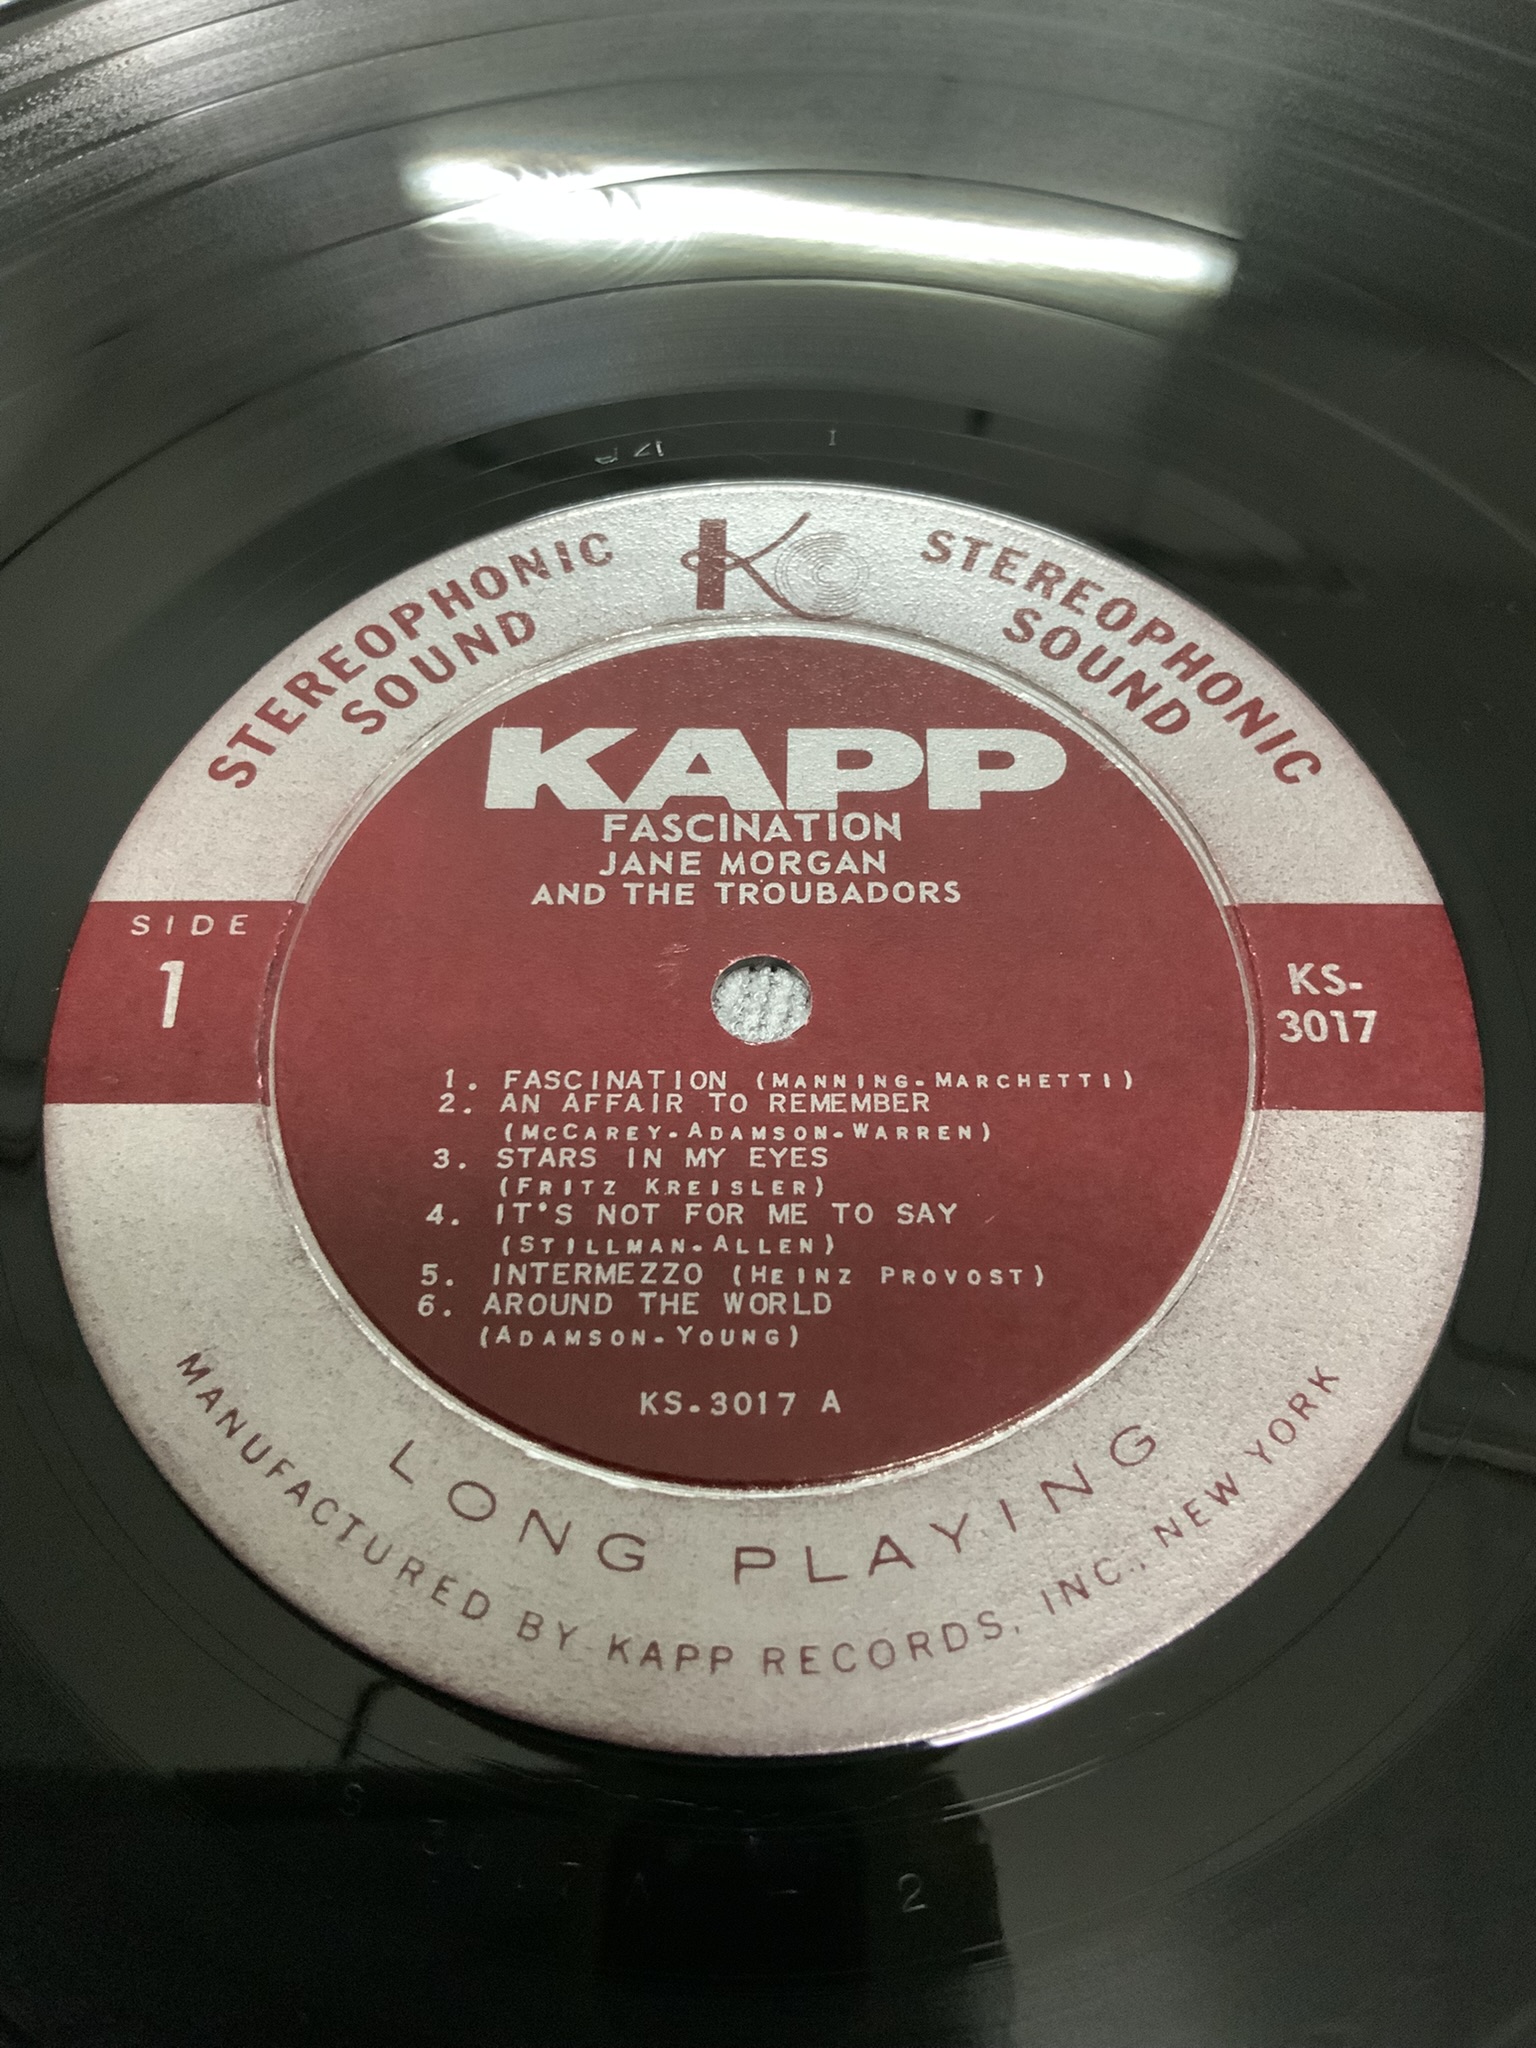 STEREOPHONIC
SOUND
K
STEREOPHONIC
SOUND
KAPP
FASCINATION
JANE MORGAN
AND THE TROUBADORS
SIDE
1
KS-
3017
1. FASCINATION (MANNING-MARCHETTI)
2. AN AFFAIR TO REMEMBER
(MCCAREY-ADAMSON-WARREN)
3. STARS IN MY EYES
(FRITZ KREISLER)
4. IT'S NOT FOR ME TO SAY
(STILLMAN-ALLEN)
5. INTERMEZZO (HEINZ PROVOST)
6. AROUND THE WORLD
(ADAMSON-YOUNG)
KS-3017 A
LONG PLAYING
MANUFACTURED BY KAPP RECORDS, INC., NEW YORK